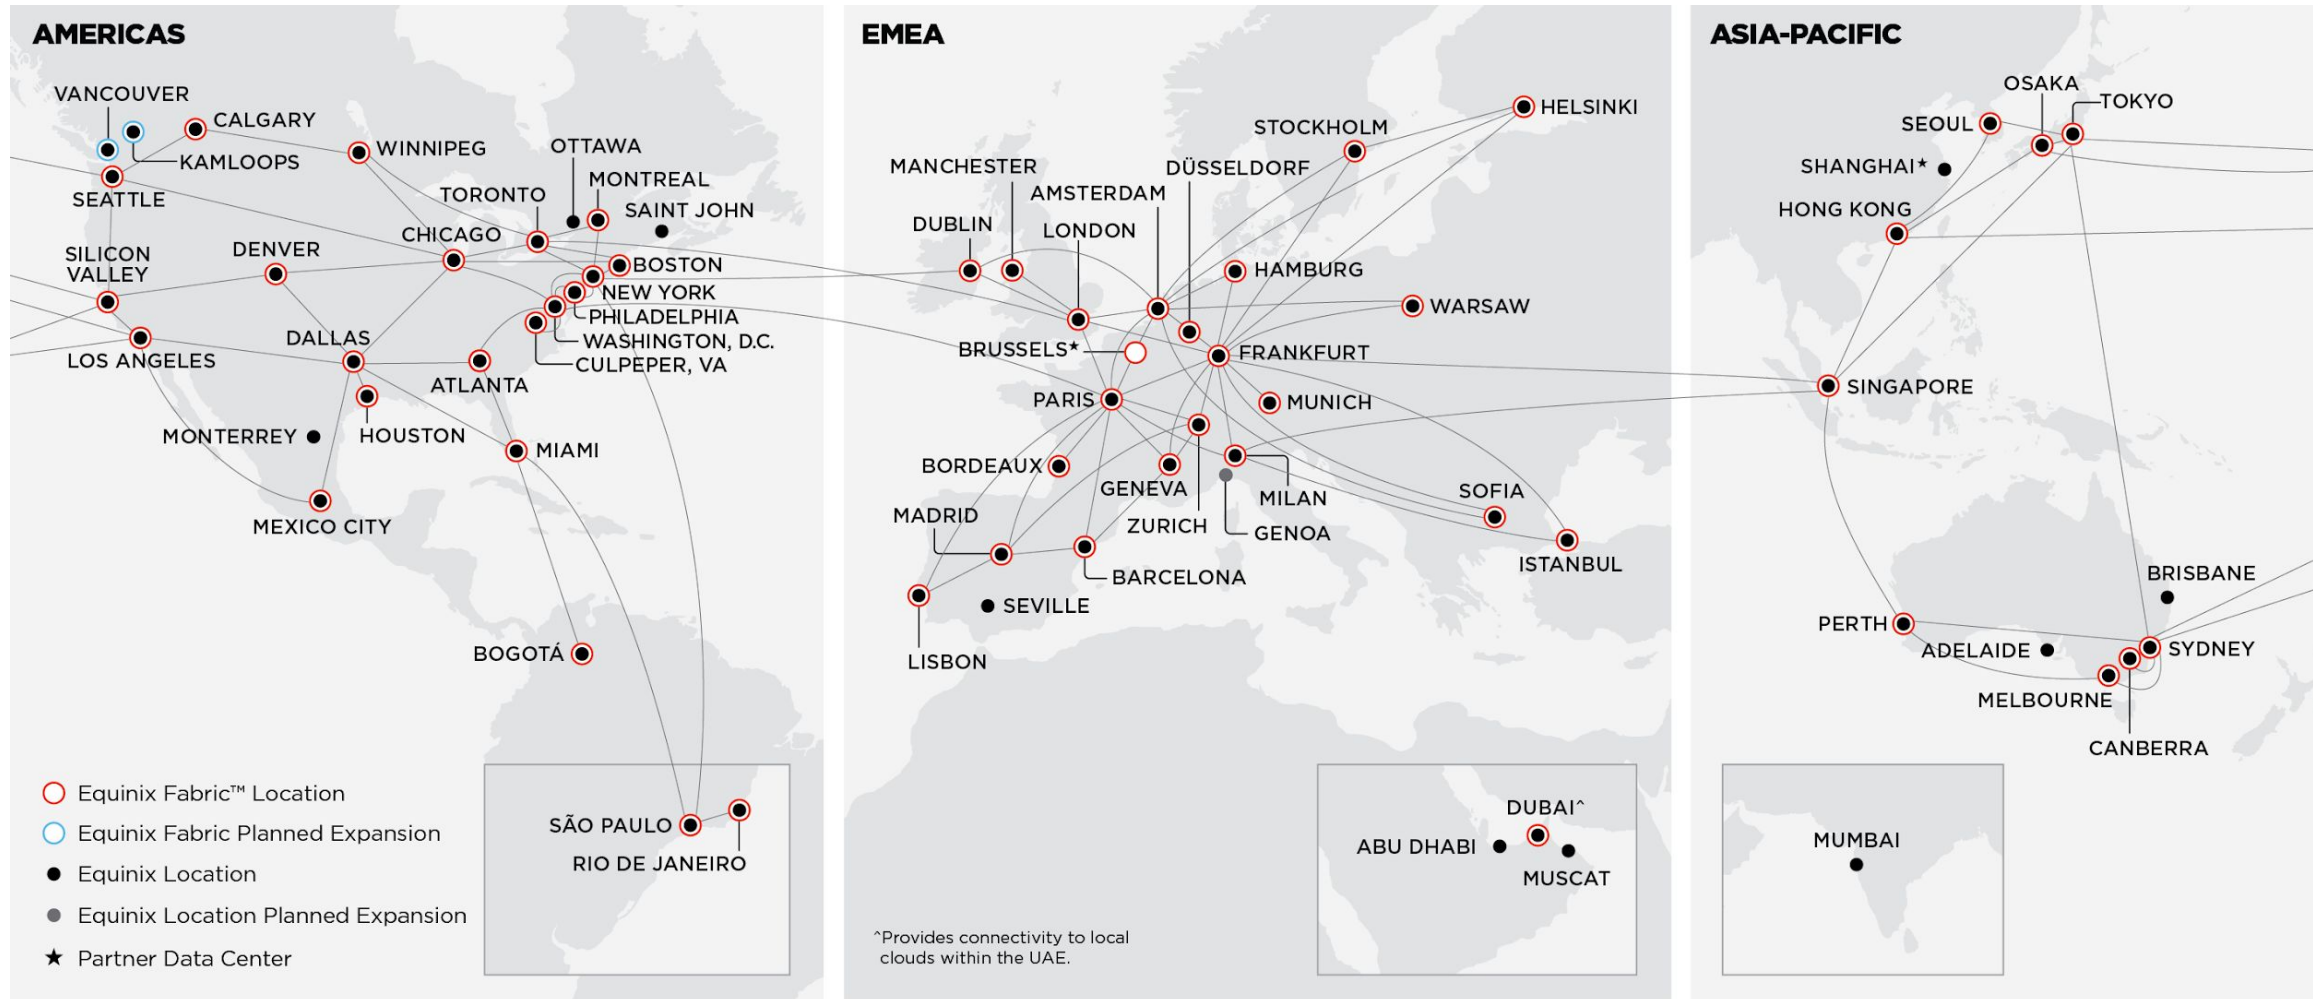 AMERICAS
VANCOUVER
CALGARY
KAMLOOPS
WINNIPEG
SEATTLE
OTTAWA
MONTREAL
TORONTO
SAINT JOHN
CHICAGO
SILICON
VALLEY
DENVER
BOSTON
NEW YORK
PHILADELPHIA
WASHINGTON, D.C.
CULPEPER, VA
DALLAS
LOS ANGELES
ATLANTA
MONTERREY
HOUSTON
MIAMI
MEXICO CITY
BOGOTÁ
SÃO PAULO
RIO DE JANEIRO
Equinix Fabric™ Location
Equinix Fabric Planned Expansion
Equinix Location
Equinix Location Planned Expansion
★ Partner Data Center
EMEA
HELSINKI
STOCKHOLM
MANCHESTER
DÜSSELDORF
AMSTERDAM
DUBLIN
LONDON
HAMBURG
WARSAW
BRUSSELS★
FRANKFURT
PARIS
MUNICH
BORDEAUX
GENEVA
MILAN
SOFIA
MADRID
ZURICH
GENOA
ISTANBUL
BARCELONA
SEVILLE
LISBON
DUBAI^
ABU DHABI
MUSCAT
^Provides connectivity to local
clouds within the UAE.
ASIA-PACIFIC
OSAKA
TOKYO
SEOUL
SHANGHAI★
HONG KONG
SINGAPORE
BRISBANE
PERTH
ADELAIDE
SYDNEY
MELBOURNE
CANBERRA
MUMBAI